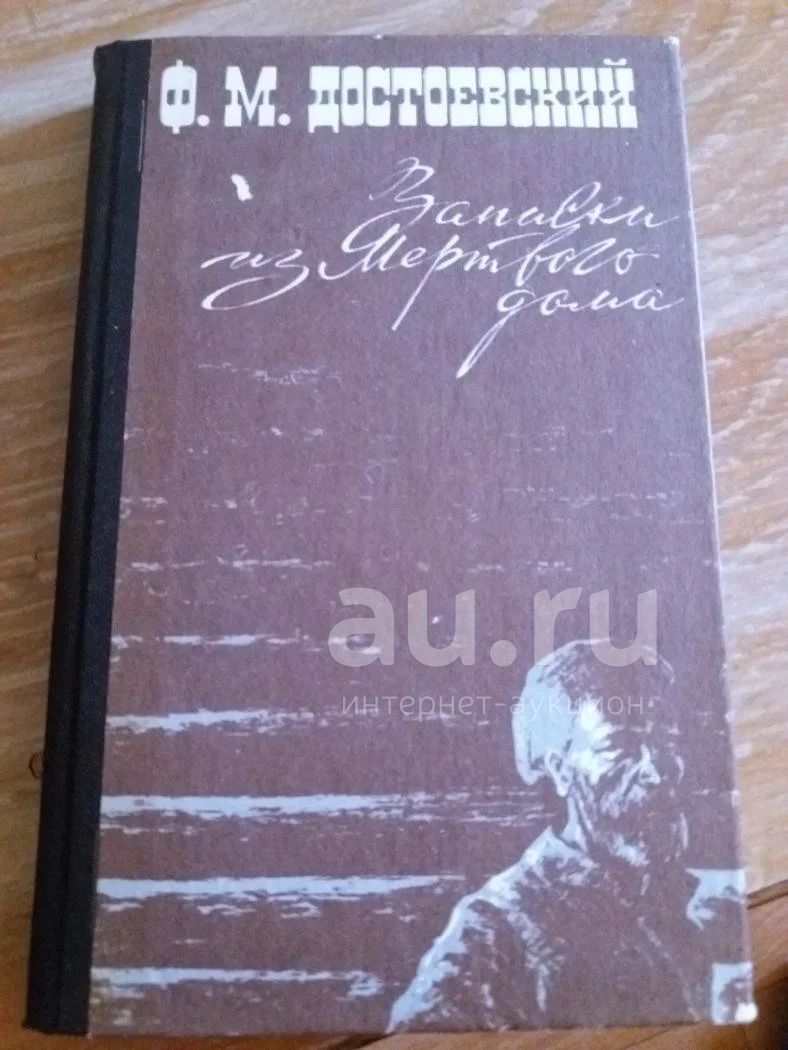 Ф. М. ДОСТОЕВСКИЙ
Записки
из Мертвого
дома
au.ru
интернет-аукцион